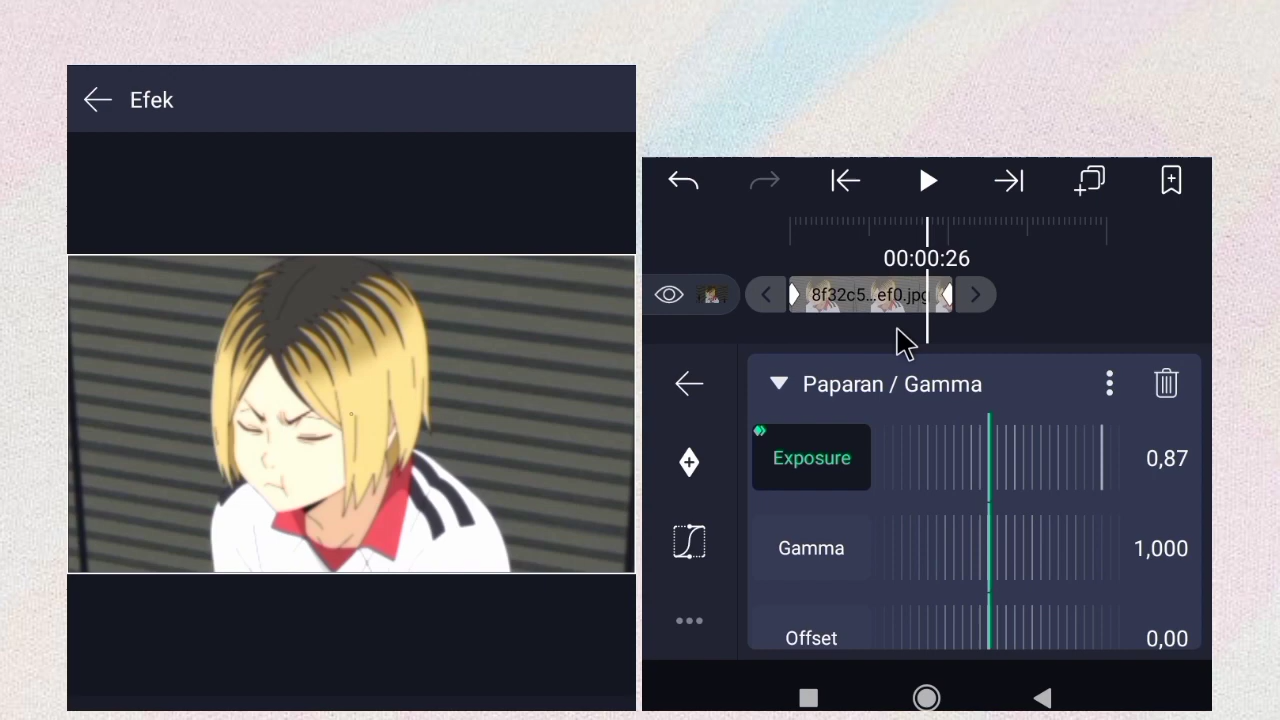 Efek
00:00:26
8f32c5...ef0.jpg
Paparan / Gamma
Exposure
0,87
Gamma
1,000
Offset
0,00